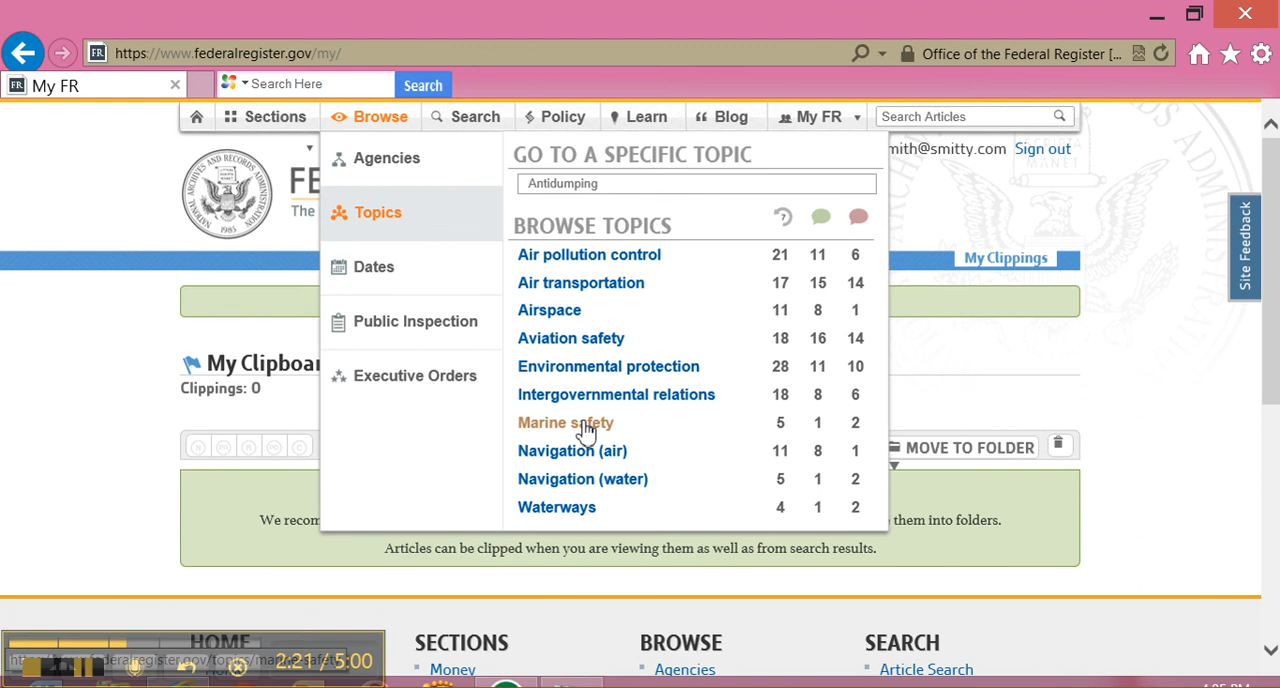 FR https://www.federalregister.gov/my/ Office of the Federal Register [...
FR My FR Search Here Search
Sections Browse Search Policy Learn Blog My FR Search Articles
mith@smitty.com Sign out
Agencies
Topics
Dates
Public Inspection
Executive Orders
GO TO A SPECIFIC TOPIC
Antidumping
BROWSE TOPICS
Air pollution control 21 11 6
Air transportation 17 15 14
Airspace 11 8 1
Aviation safety 18 16 14
Environmental protection 28 11 10
Intergovernmental relations 18 8 6
Marine safety 5 1 2
Navigation (air) 11 8 1
Navigation (water) 5 1 2
Waterways 4 1 2
FE
The
My Clippings
Site Feedback
My Clipboar
Clippings: 0
MOVE TO FOLDER
We recom them into folders.
Articles can be clipped when you are viewing them as well as from search results.
HOME SECTIONS BROWSE SEARCH
Money Agencies Article Search
2:21 / 5:00